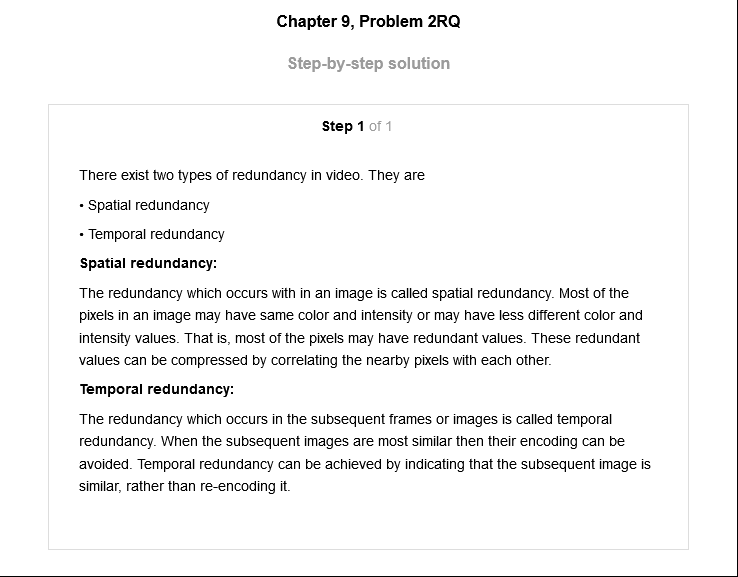 Chapter 9, Problem 2RQ
Step-by-step solution
Step 1 of 1
There exist two types of redundancy in video. They are
• Spatial redundancy
• Temporal redundancy
Spatial redundancy:
The redundancy which occurs with in an image is called spatial redundancy. Most of the
pixels in an image may have same color and intensity or may have less different color and
intensity values. That is, most of the pixels may have redundant values. These redundant
values can be compressed by correlating the nearby pixels with each other.
Temporal redundancy:
The redundancy which occurs in the subsequent frames or images is called temporal
redundancy. When the subsequent images are most similar then their encoding can be
avoided. Temporal redundancy can be achieved by indicating that the subsequent image is
similar, rather than re-encoding it.